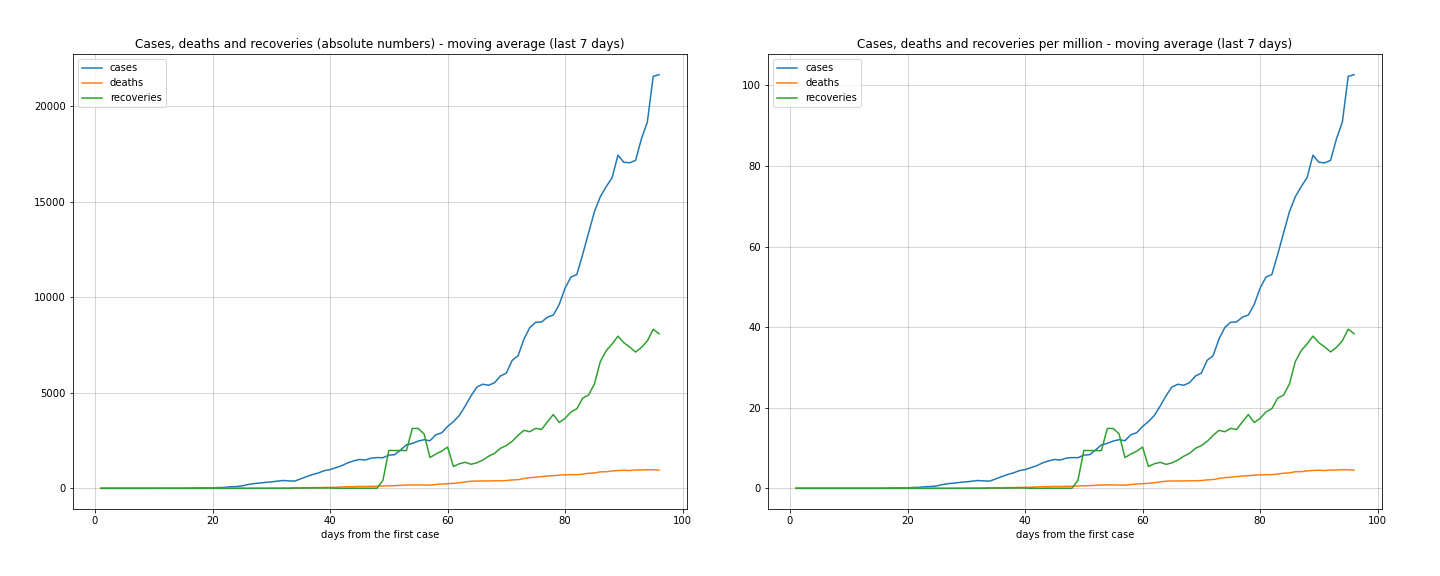 Cases, deaths and recoveries (absolute numbers) - moving average (last 7 days)
cases
deaths
recoveries
20000
15000
10000
5000
0
0 20 40 60 80 100
days from the first case
Cases, deaths and recoveries per million - moving average (last 7 days)
cases
deaths
recoveries
100
80
60
40
20
0
0 20 40 60 80 100
days from the first case